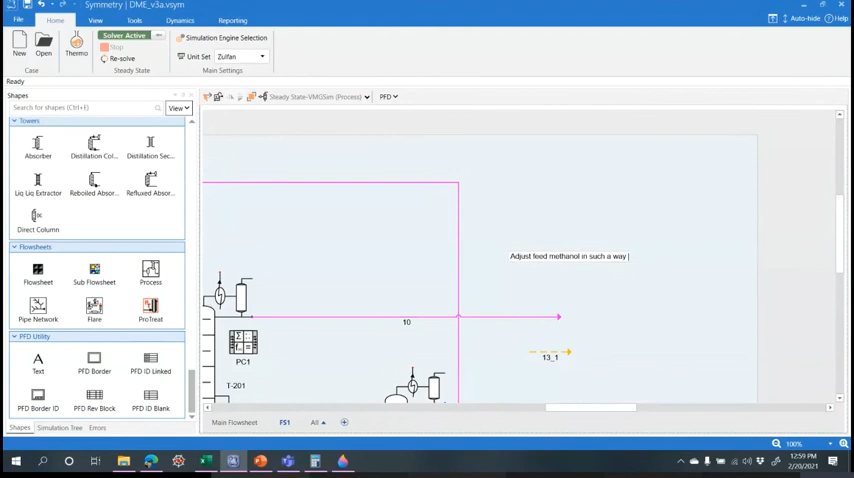 Symmetry | DME_v3a.vsym
File
Home
View
Tools
Dynamics
Reporting
Auto-hide
Help
New
Open
Case
Thermo
Solver Active
Stop
Re-solve
Steady State
Simulation Engine Selection
Unit Set
Zulfan
Main Settings
Ready
Shapes
Search for shapes (Ctrl+E)
View
Towers
Absorber
Distillation Col...
Distillation Sec...
Liq Liq Extractor
Reboiled Absor...
Refluxed Absor...
Direct Column
Flowsheets
Flowsheet
Sub Flowsheet
Process
Pipe Network
Flare
ProTreat
PFD Utility
A
Text
PFD Border
PFD ID Linked
PFD Border ID
PFD Rev Block
PFD ID Blank
Shapes
Simulation Tree
Errors
Steady State-VMGSim (Process)
PFD
Adjust feed methanol in such a way
10
13_1
PC1
T-201
Main Flowsheet
FS1
All
100%
12:59 PM
2/20/2021